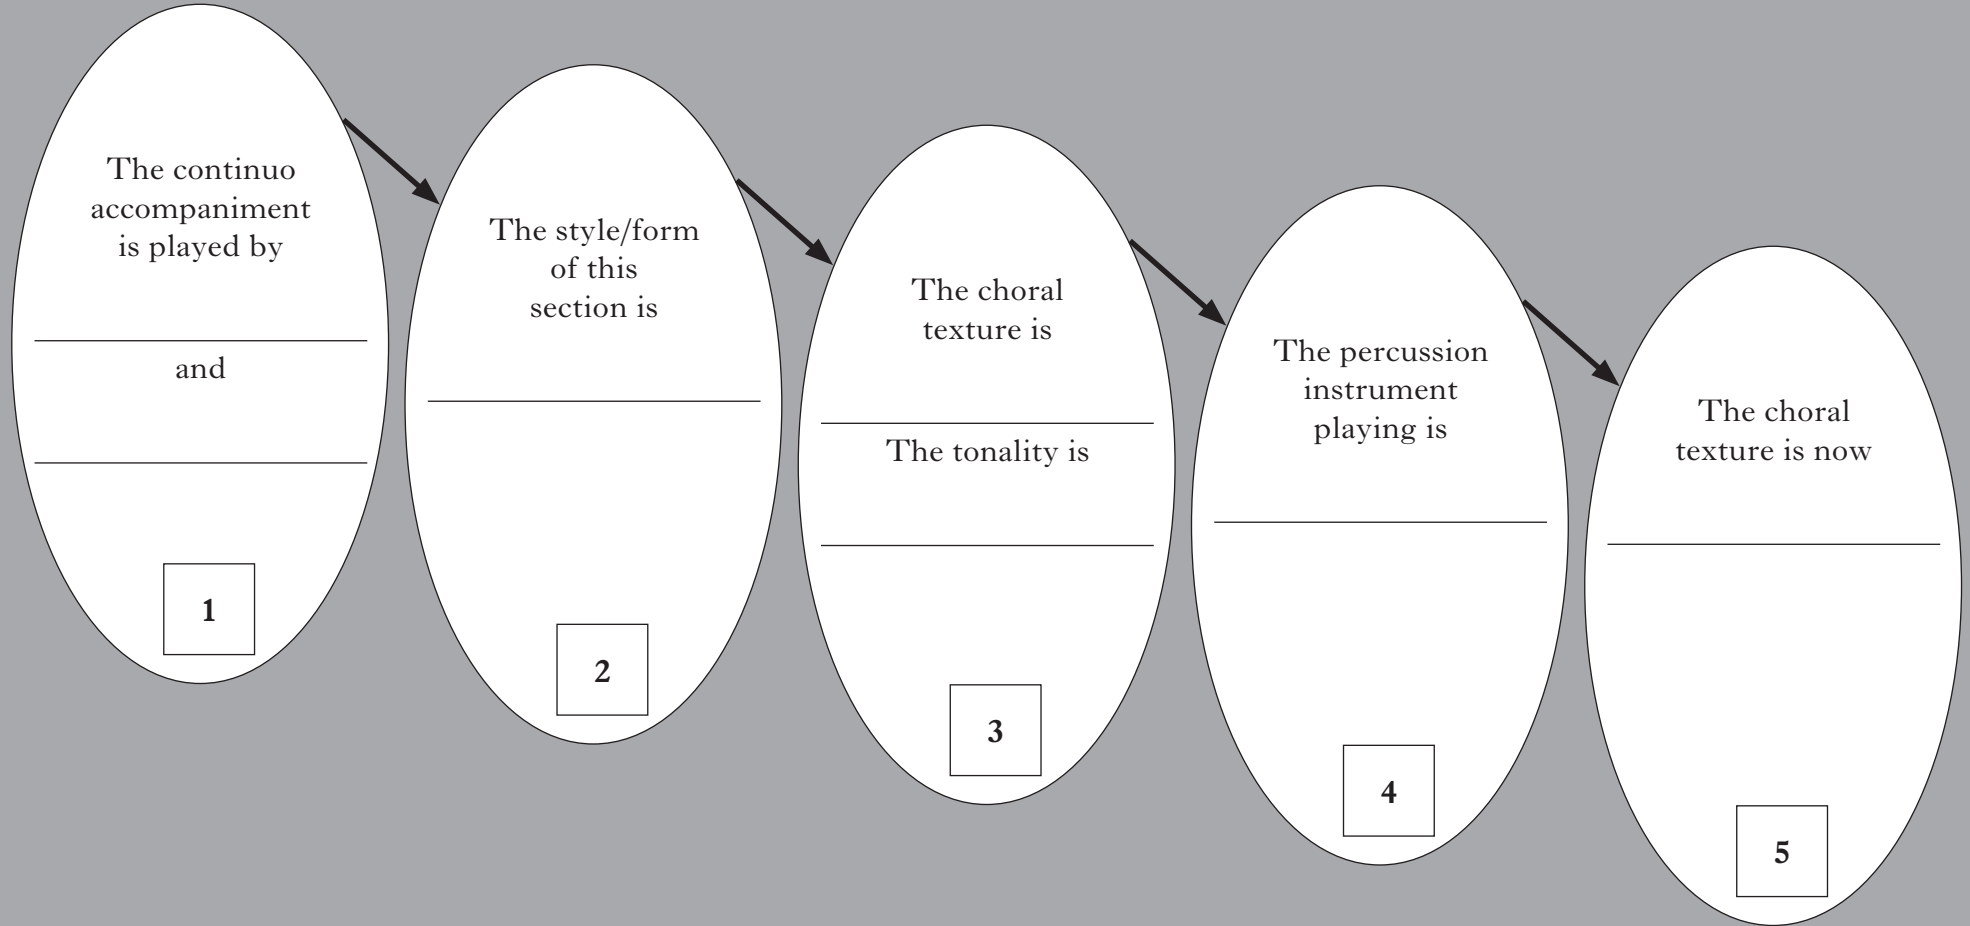 The continuo
accompaniment
is played by
and
1
The style/form
of this
section is
2
The choral
texture is
The tonality is
3
The percussion
instrument
playing is
4
The choral
texture is now
5